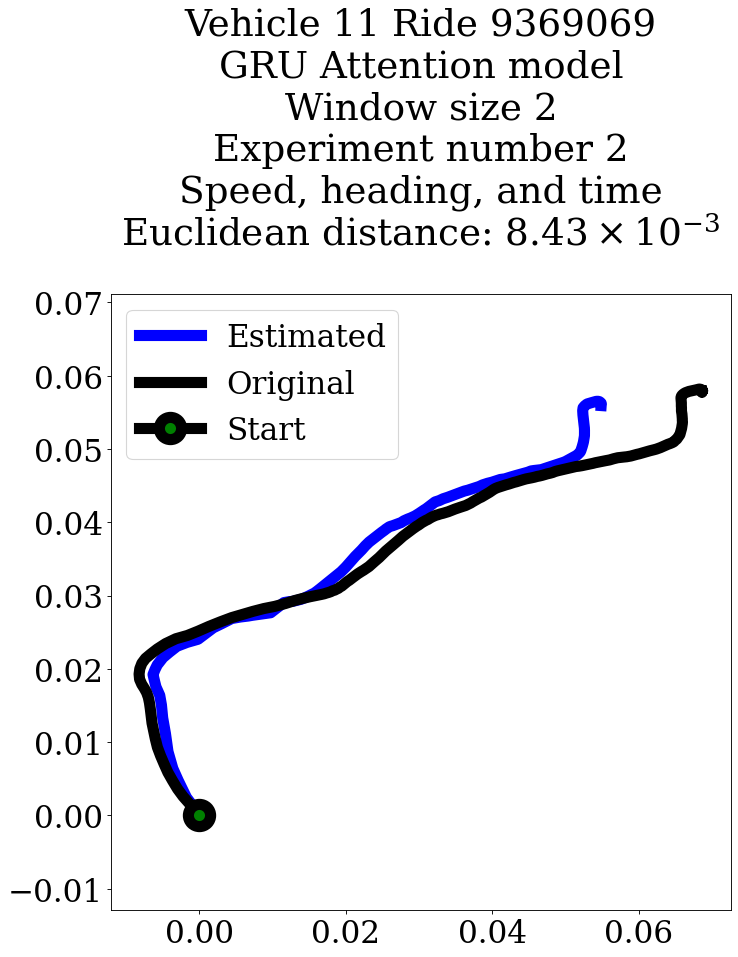 Vehicle 11 Ride 9369069
GRU Attention model
Window size 2
Experiment number 2
Speed, heading, and time
Euclidean distance: 8.43 × 10⁻³
0.07
0.06
0.05
0.04
0.03
0.02
0.01
0.00
−0.01
Estimated
Original
Start
0.00 0.02 0.04 0.06